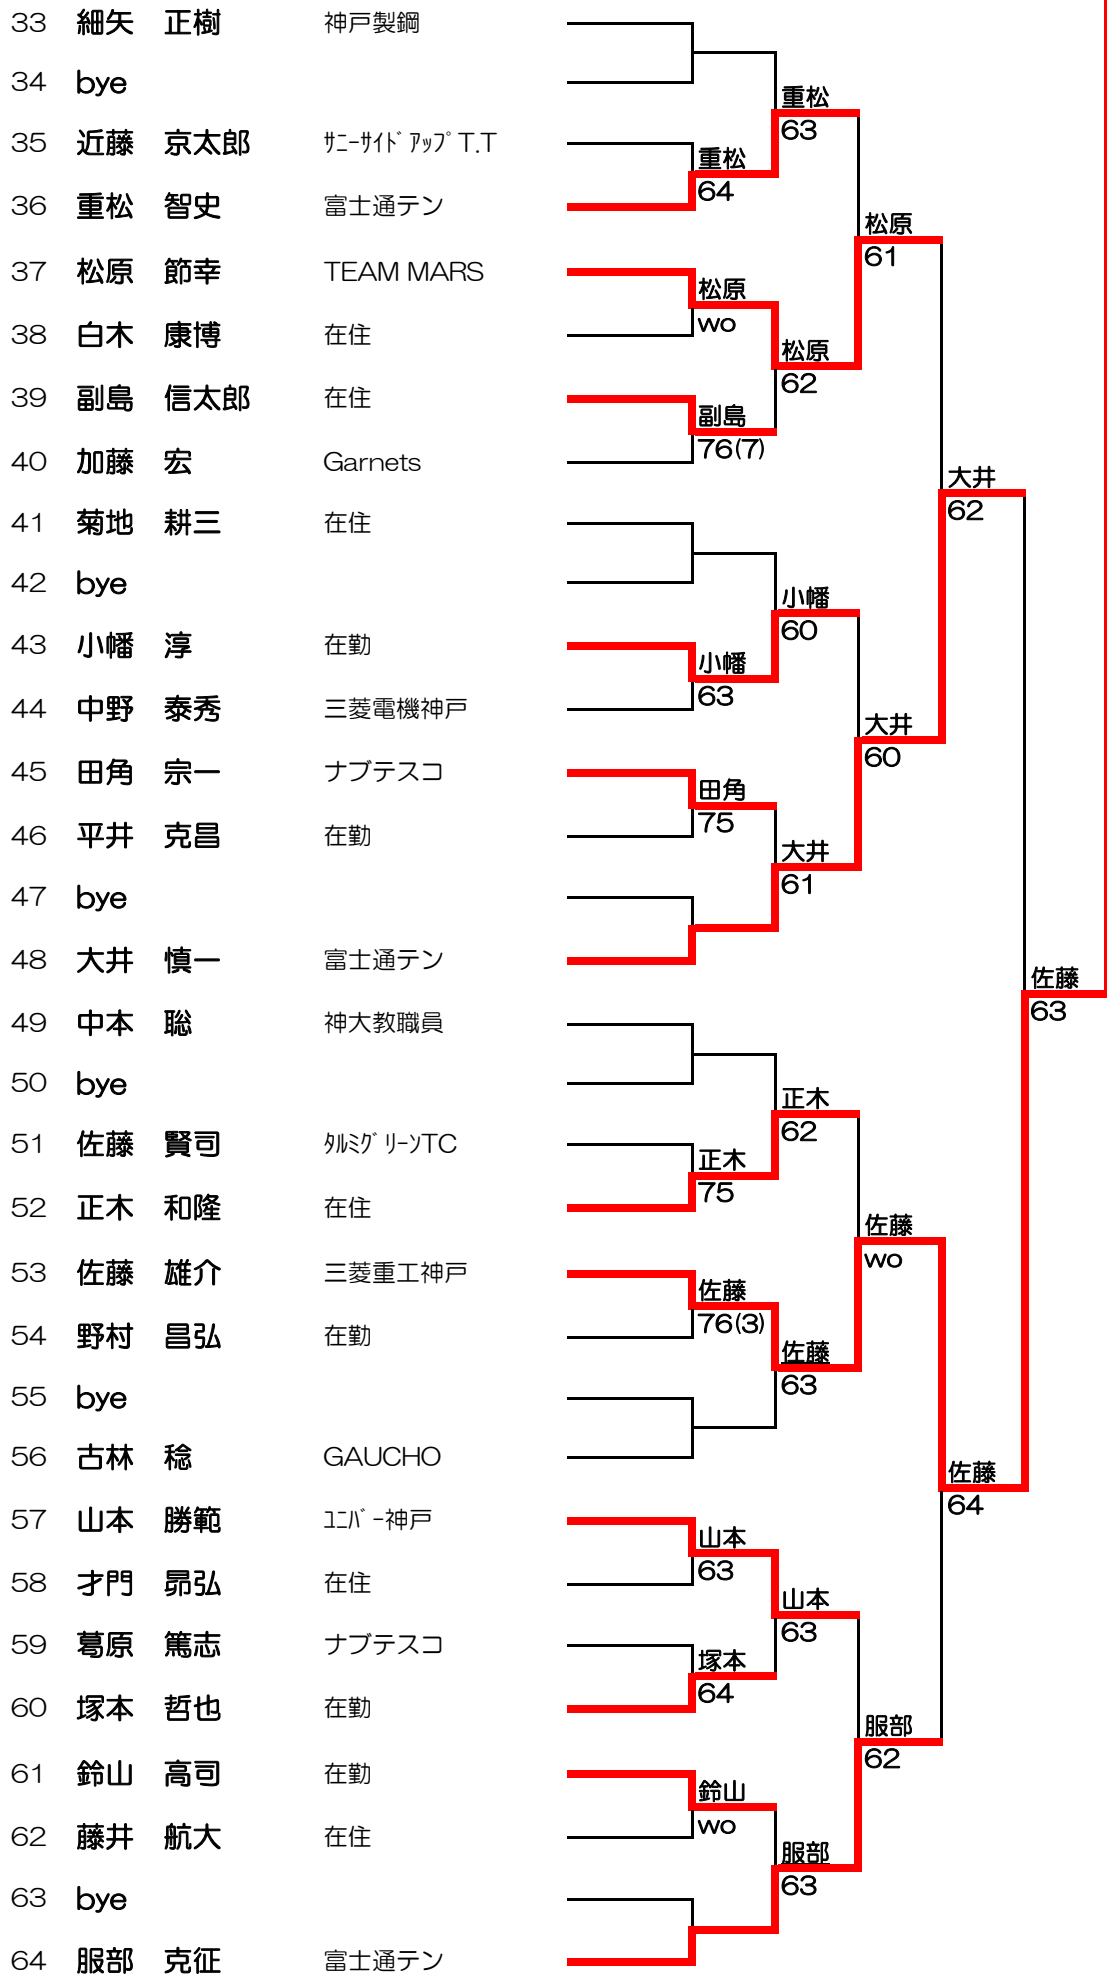 33 細矢 正樹 神戸製鋼
34 bye
重松
63
35 近藤 京太郎 ｻﾆｰｻｲﾄﾞｱｯﾌﾟT.T
重松
64
36 重松 智史 富士通テン
松原
61
37 松原 節幸 TEAM MARS
松原
wo
38 白木 康博 在住
松原
62
39 副島 信太郎 在住
副島
76(7)
40 加藤 宏 Garnets
大井
62
41 菊地 耕三 在住
42 bye
小幡
60
43 小幡 淳 在勤
小幡
63
44 中野 泰秀 三菱電機神戸
大井
60
45 田角 宗一 ナブテスコ
田角
75
46 平井 克昌 在勤
大井
61
47 bye
48 大井 慎一 富士通テン
佐藤
63
49 中本 聡 神大教職員
50 bye
正木
62
51 佐藤 賢司 ﾀﾙﾐｸﾞﾘｰﾝTC
正木
75
52 正木 和隆 在住
佐藤
wo
53 佐藤 雄介 三菱重工神戸
佐藤
76(3)
54 野村 昌弘 在勤
佐藤
63
55 bye
56 古林 稔 GAUCHO
佐藤
64
57 山本 勝範 ﾕﾆﾊﾞｰ神戸
山本
63
58 才門 昴弘 在住
山本
63
59 葛原 篤志 ナブテスコ
塚本
64
60 塚本 哲也 在勤
服部
62
61 鈴山 高司 在勤
鈴山
wo
62 藤井 航大 在住
服部
63
63 bye
64 服部 克征 富士通テン